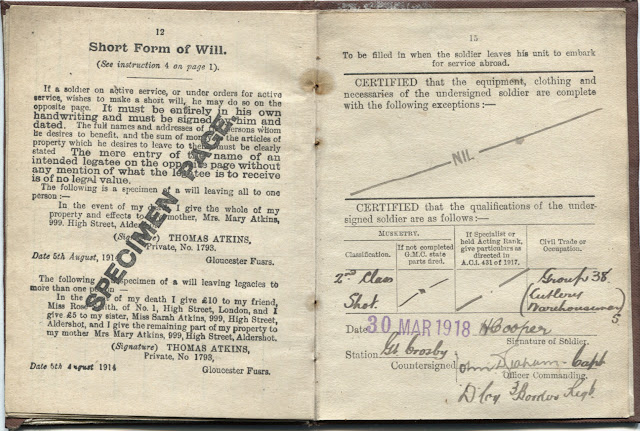 12
Short Form of Will.
(See instruction 4 on page 1).
If a soldier on active service, or under orders for active
service, wishes to make a short will, he may do so on the
opposite page. It must be entirely in his own
handwriting and must be signed by him and
dated. The full names and addresses of the persons whom
he desires to benefit, and the sum of money or the articles of
property which he desires to leave to them, must be clearly
stated The mere entry of the name of an
intended legatee on the opposite page without
any mention of what the legatee is to receive
is of no legal value.
The following is a specimen of a will leaving all to one
person :—
In the event of my death I give the whole of my
property and effects to my mother, Mrs. Mary Atkins,
999. High Street, Aldershot.
(Signature) THOMAS ATKINS,
Private, No. 1793,
Date 5th August, 1914
Gloucester Fusrs.
The following is a specimen of a will leaving legacies to
more than one person —
In the event of my death I give £10 to my friend,
Miss Rose Smith, of No. 1, High Street, London, and I
give £5 to my sister, Miss Sarah Atkins, 999, High Street,
Aldershot, and I give the remaining part of my property to
my mother Mrs Mary Atkins, 999, High Street, Aldershot.
(Signature) THOMAS ATKINS,
Private, No 1793,
Date 5th August 1914
Gloucester Fusrs.
SPECIMEN PAGE.
15
To be filled in when the soldier leaves his unit to embark
for service abroad.
CERTIFIED that the equipment, clothing and
necessaries of the undersigned soldier are complete
with the following exceptions :—
NIL
CERTIFIED that the qualifications of the under-
signed soldier are as follows :—
MUSKETRY.
Classification.
If not completed
G.M.C. state
parts fired.
If Specialist or
held Acting Rank,
give particulars as
directed in
A.C.I. 431 of 1917.
Civil Trade or
Occupation.
2nd Class
Shot.
Group 38
(Cutlery
Warehouseman)
5
Date 30 MAR 1918 H Cooper
Signature of Soldier.
Station Gt. Crosby
Countersigned Graham Capt
Officer Commanding.
D Coy 3 Border Regt